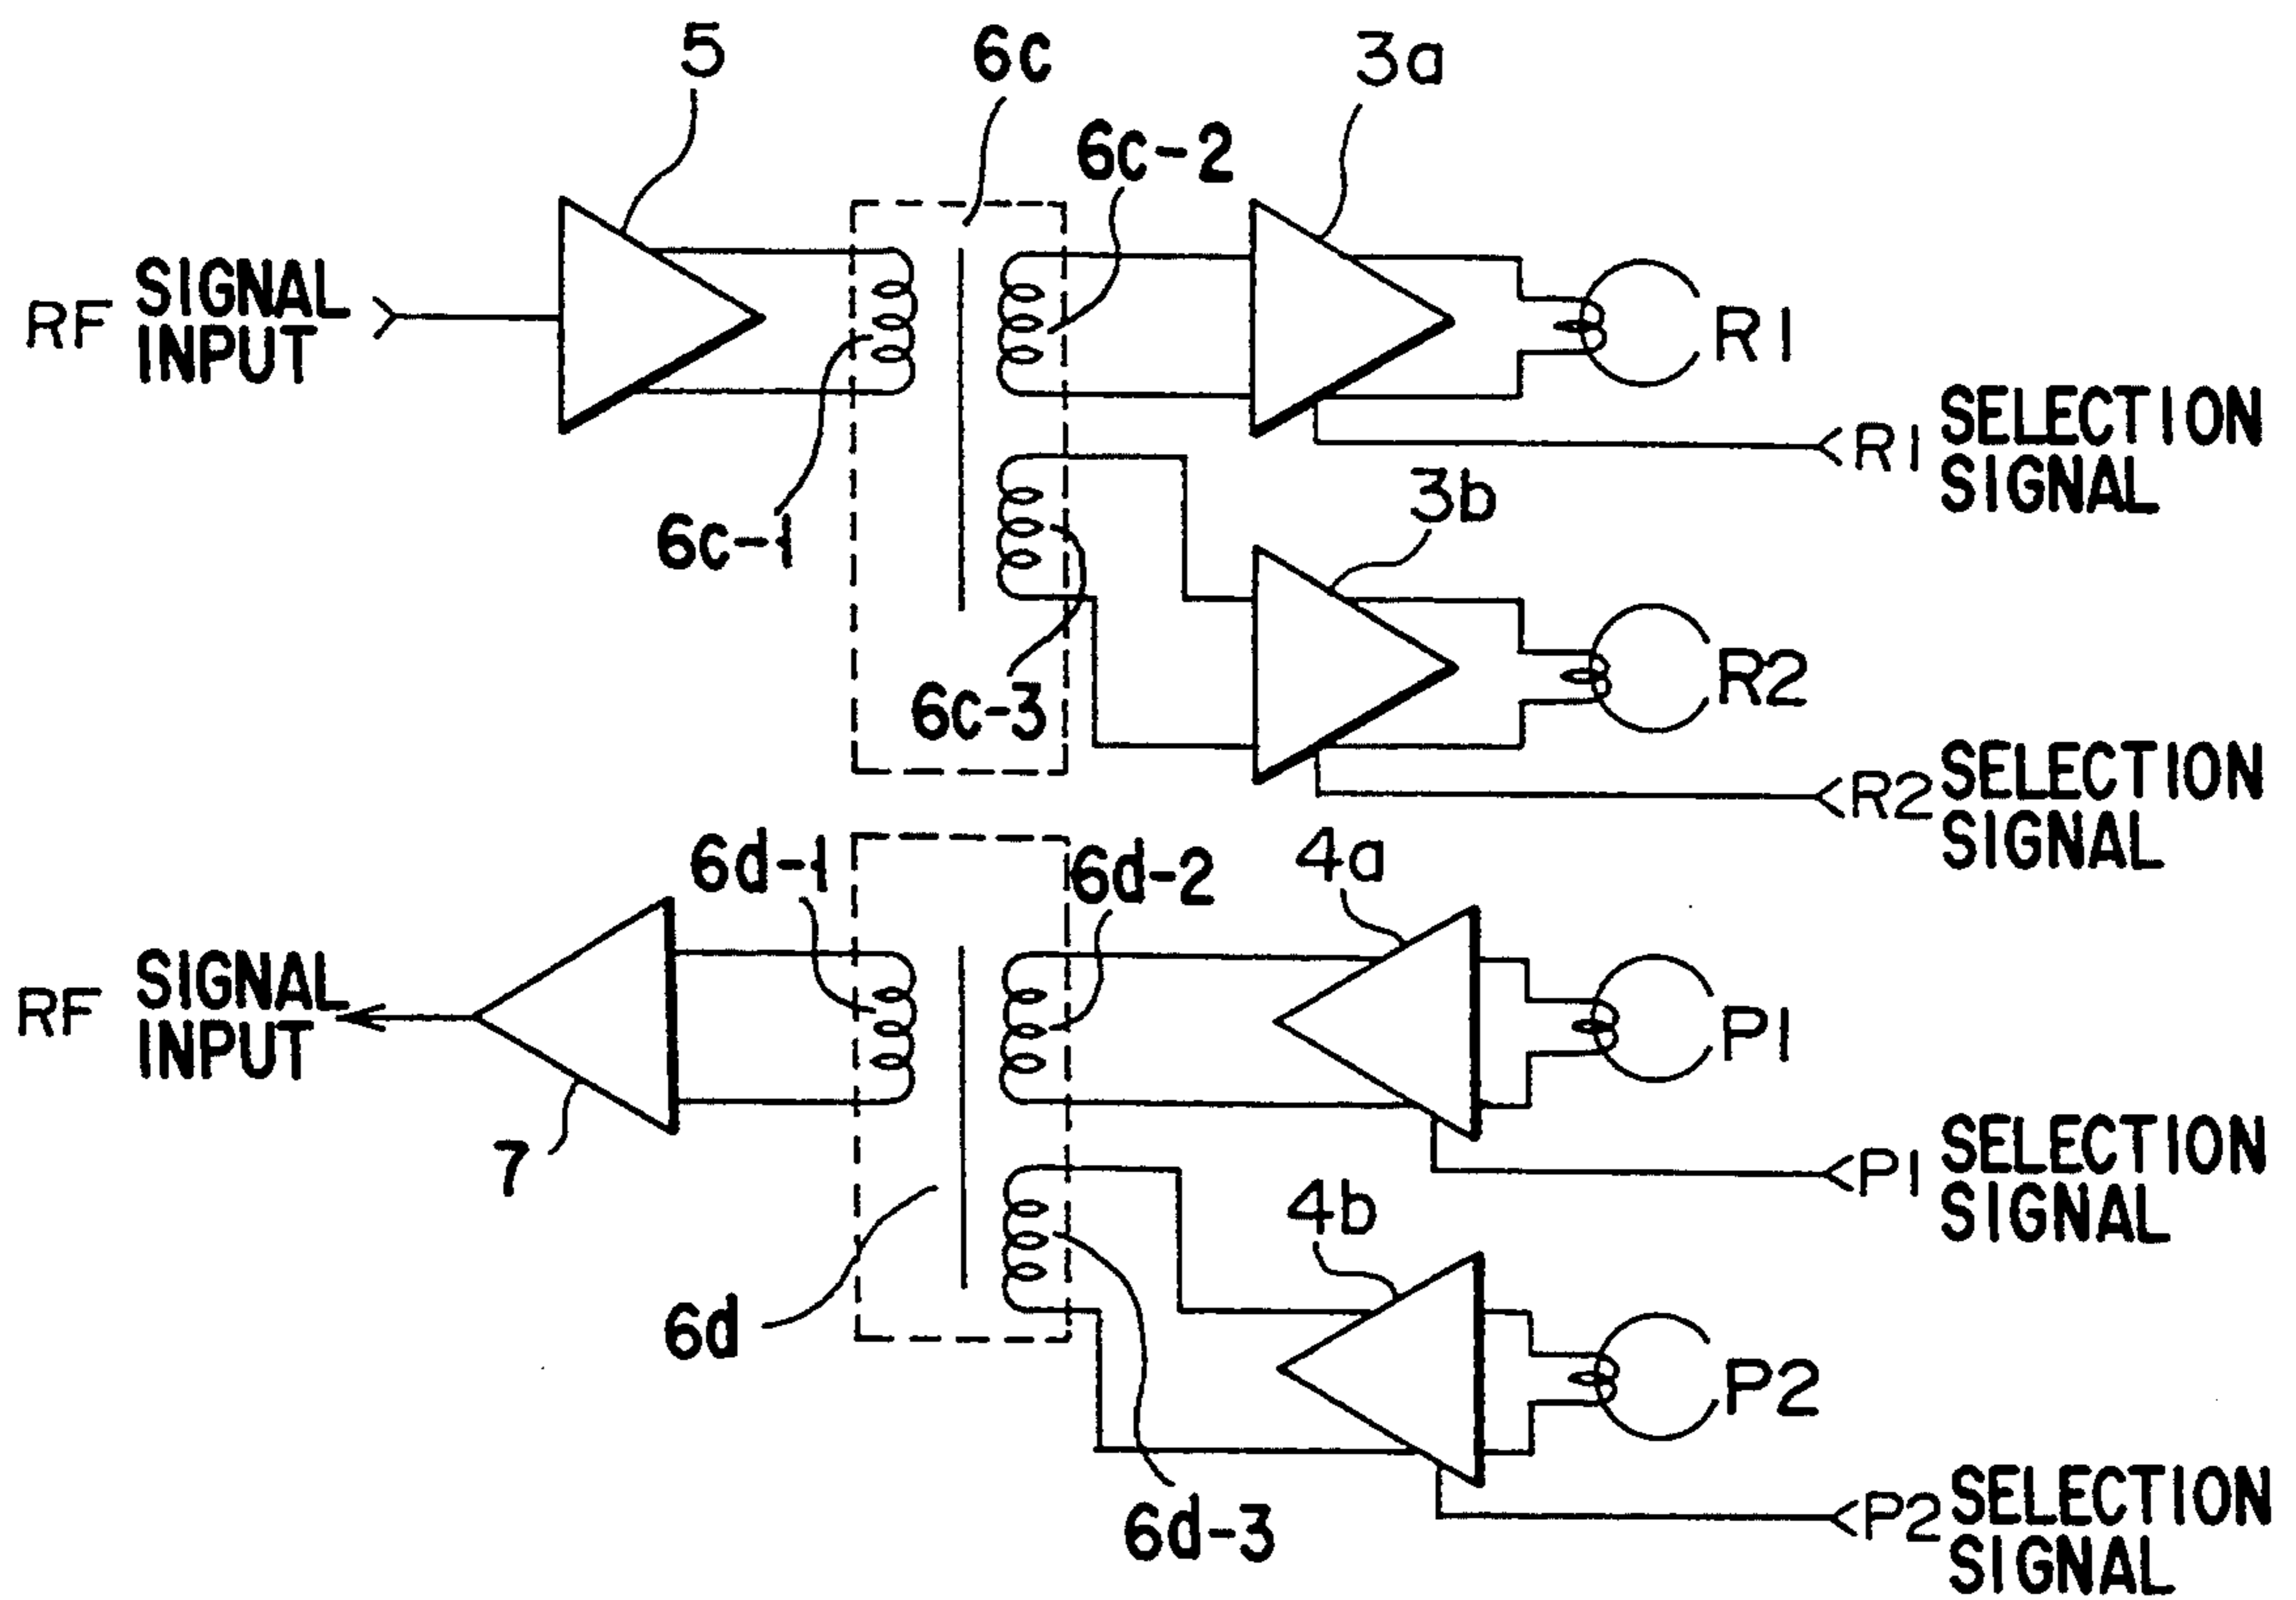 5
6c
3a
6c-2
RF SIGNAL INPUT
R1
R1 SELECTION SIGNAL
6c-1
3b
6c-3
R2
R2 SELECTION SIGNAL
6d-1
6d-2
4a
RF SIGNAL INPUT
P1
7
P1 SELECTION SIGNAL
4b
6d
P2
6d-3
P2 SELECTION SIGNAL